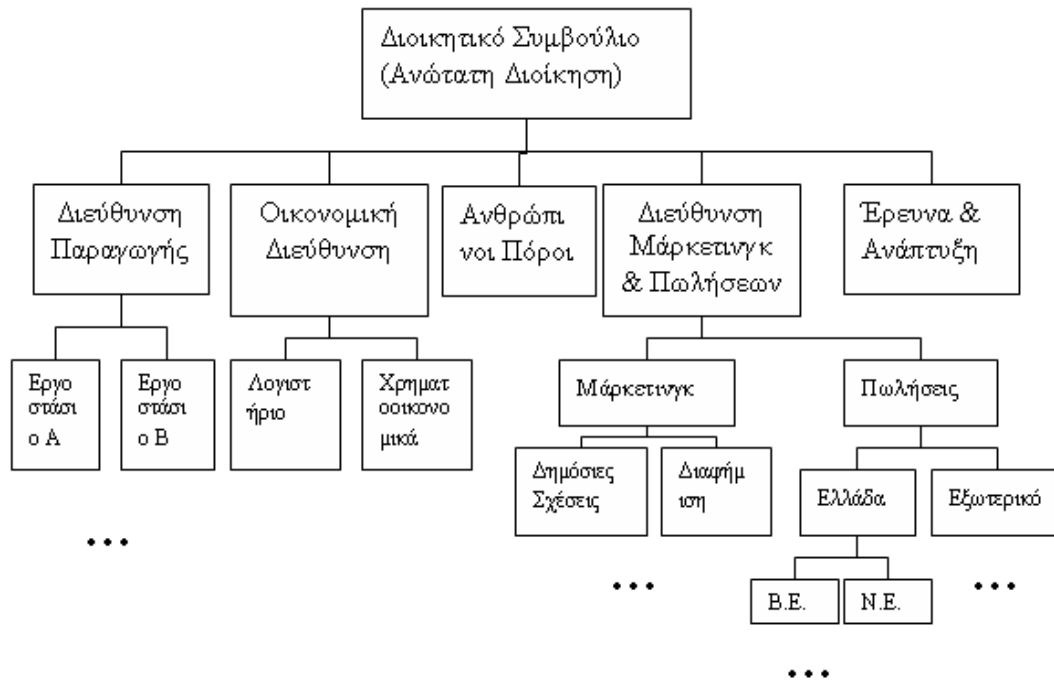 Διοικητικό Συμβούλιο
(Ανώτατη Διοίκηση)
Διεύθυνση
Παραγωγής
Οικονομική
Διεύθυνση
Ανθρώπι
νοι Πόροι
Διεύθυνση
Μάρκετινγκ
& Πωλήσεων
Έρευνα &
Ανάπτυξη
Εργο
στάσι
ο Α
Εργο
στάσι
ο Β
Λογιστ
ήριο
Χρηματ
οοικονο
μικά
Μάρκετινγκ
Πωλήσεις
Δημόσιες
Σχέσεις
Διαφήμ
ιση
Ελλάδα
Εξωτερικό
...
...
Β.Ε.
Ν.Ε.
...
...